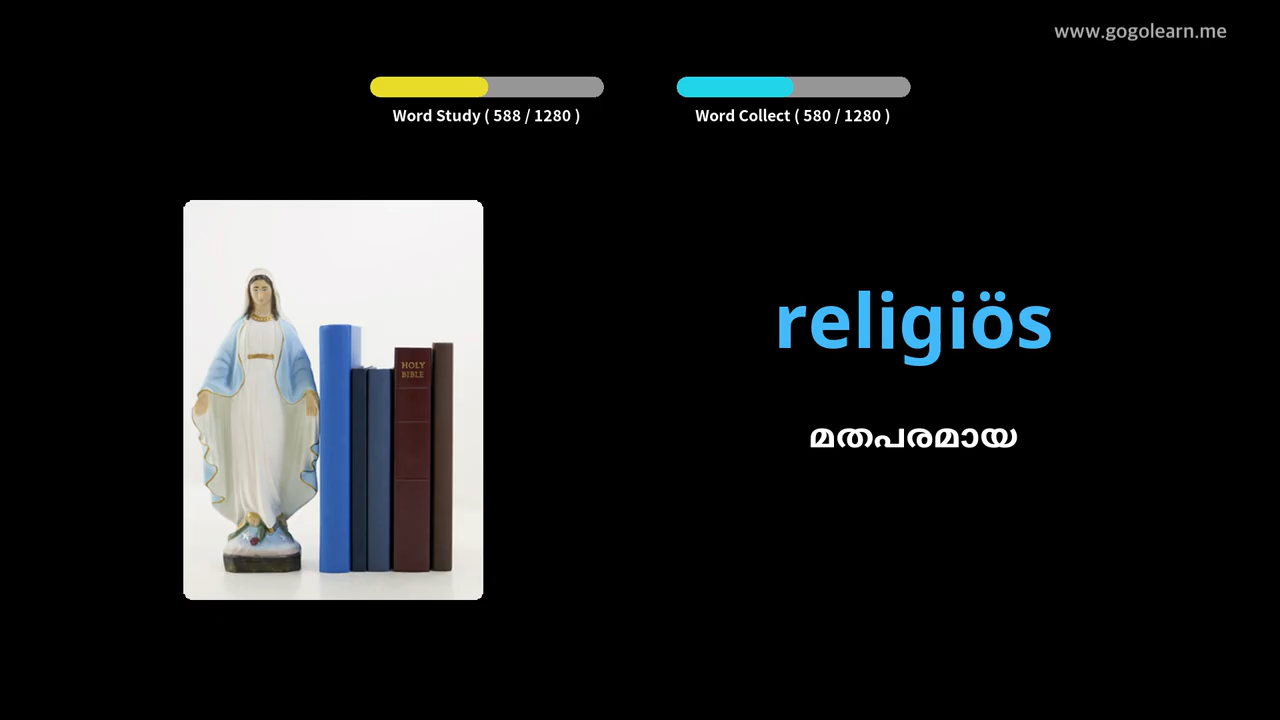 www.gogolearn.me
Word Study ( 588 / 1280 )
Word Collect ( 580 / 1280 )
HOLY
BIBLE
religiös
മതപരമായ